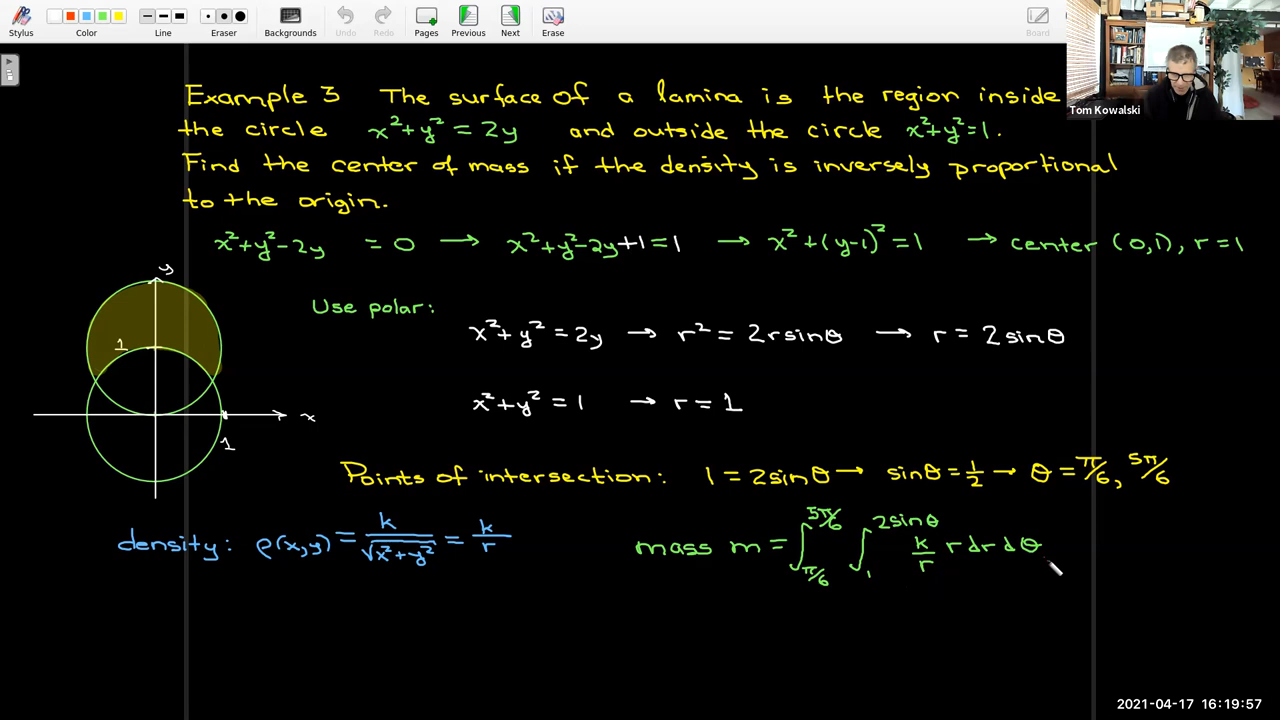 Stylus Color Line Eraser Backgrounds Undo Redo Pages Previous Next Erase Board
Tom Kowalski
Example 3 The surface of a lamina is the region inside
the circle x²+y² = 2y and outside the circle x²+y²=1.
Find the center of mass if the density is inversely proportional
to the origin.
x²+y²-2y = 0 → x²+y²-2y+1=1 → x²+(y-1)²=1 → center (0,1), r=1
y
Use polar:
1
x²+y²=2y → r²=2rsinθ → r=2sinθ
x²+y²=1 → r=1
x
1
Points of intersection: 1=2sinθ → sinθ=1/2 → θ=π/6, 5π/6
density: ρ(x,y) = k/√x²+y² = k/r
mass m = ∫_{π/6}^{5π/6} ∫_1^{2sinθ} k/r r dr dθ
2021-04-17 16:19:57